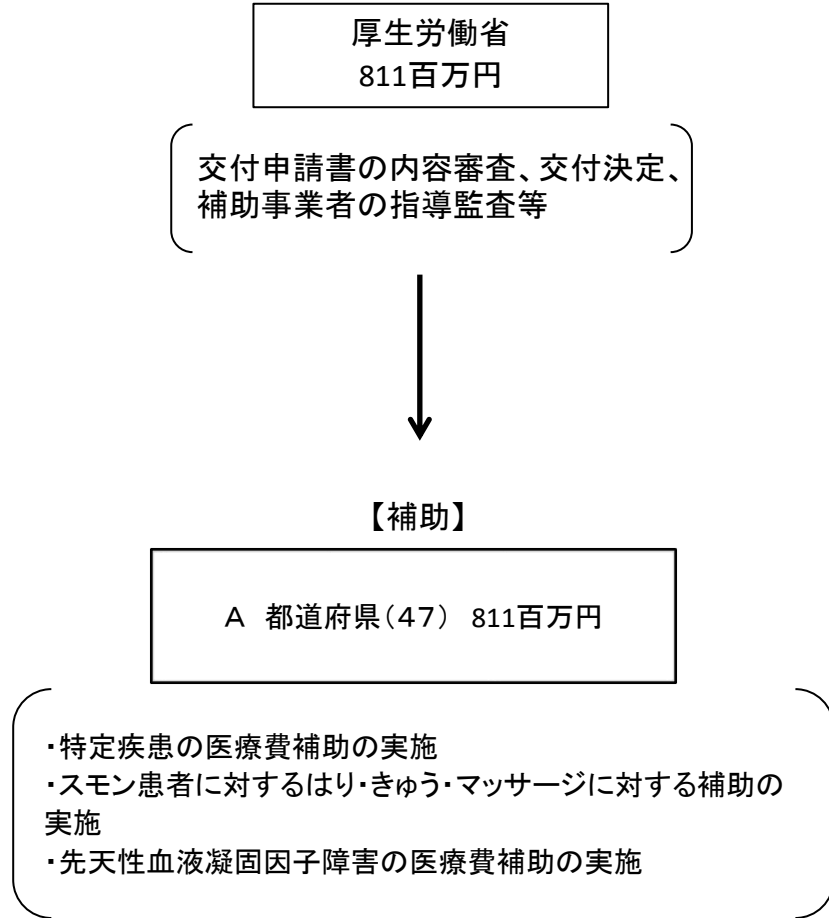 厚生労働省
811百万円
交付申請書の内容審査、交付決定、
補助事業者の指導監査等
【補助】
A 都道府県(47) 811百万円
・特定疾患の医療費補助の実施
・スモン患者に対するはり・きゅう・マッサージに対する補助の
実施
・先天性血液凝固因子障害の医療費補助の実施